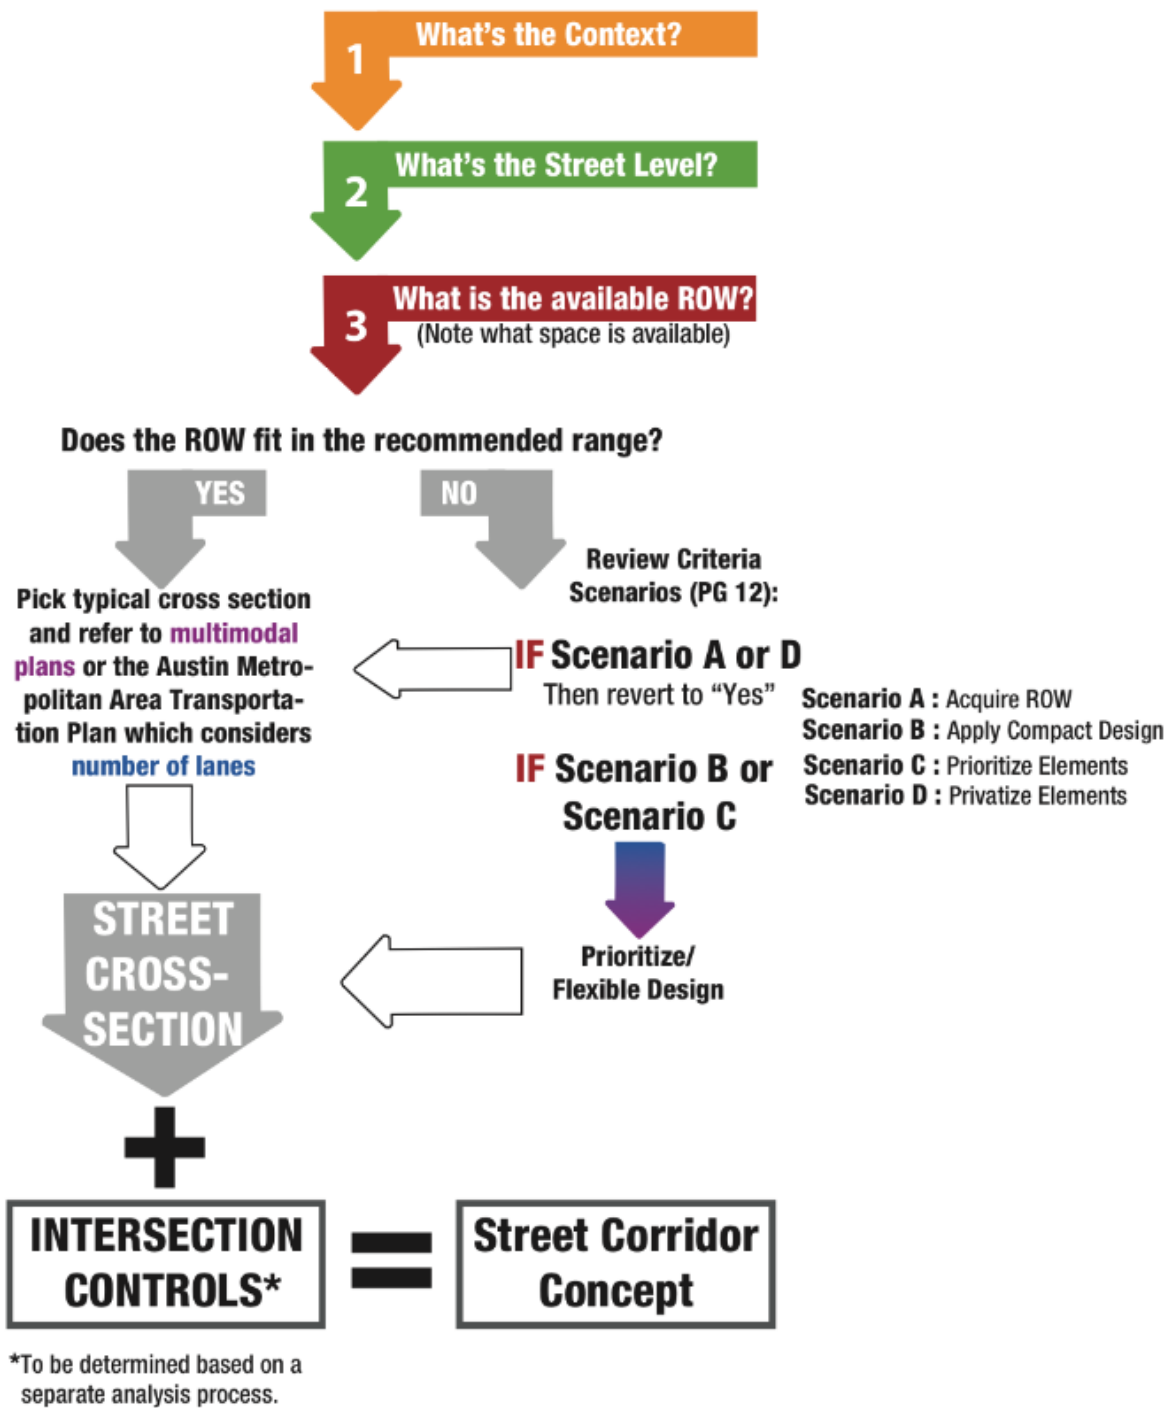 1
What's the Context?
2
What's the Street Level?
3
What is the available ROW?
(Note what space is available)
Does the ROW fit in the recommended range?
YES
NO
Pick typical cross section
and refer to multimodal
plans or the Austin Metro-
politan Area Transporta-
tion Plan which considers
number of lanes
Review Criteria
Scenarios (PG 12):
IF Scenario A or D
Then revert to “Yes”
IF Scenario B or
Scenario C
Scenario A : Acquire ROW
Scenario B : Apply Compact Design
Scenario C : Prioritize Elements
Scenario D : Privatize Elements
Prioritize/
Flexible Design
STREET
CROSS-
SECTION
+
INTERSECTION
CONTROLS*
=
Street Corridor
Concept
*To be determined based on a
separate analysis process.